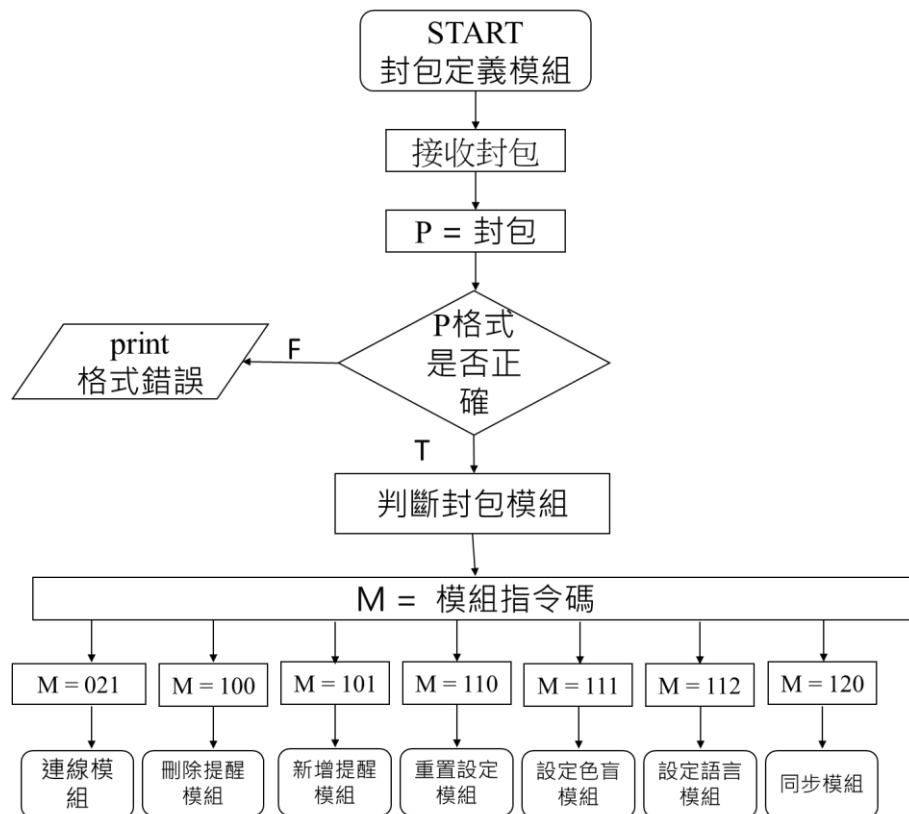 START
封包定義模組
接收封包
P = 封包
P格式
是否正
確
F
print
格式錯誤
T
判斷封包模組
M = 模組指令碼
M = 021
M = 100
M = 101
M = 110
M = 111
M = 112
M = 120
連線模
組
刪除提醒
模組
新增提醒
模組
重置設定
模組
設定色盲
模組
設定語言
模組
同步模組